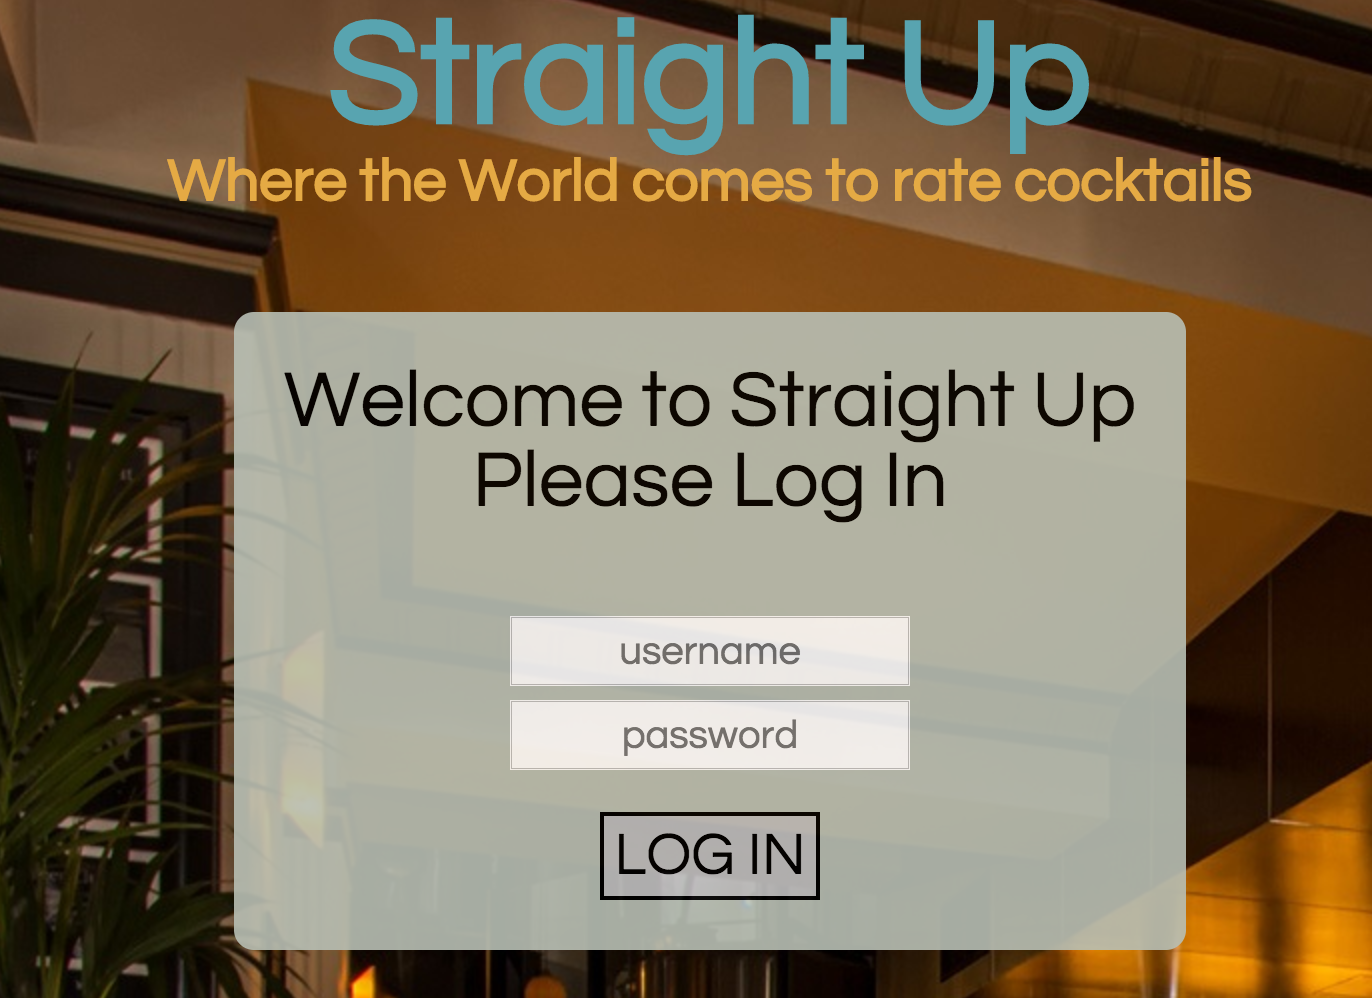 Straight Up
Where the World comes to rate cocktails
Welcome to Straight Up
Please Log In
username
password
LOG IN